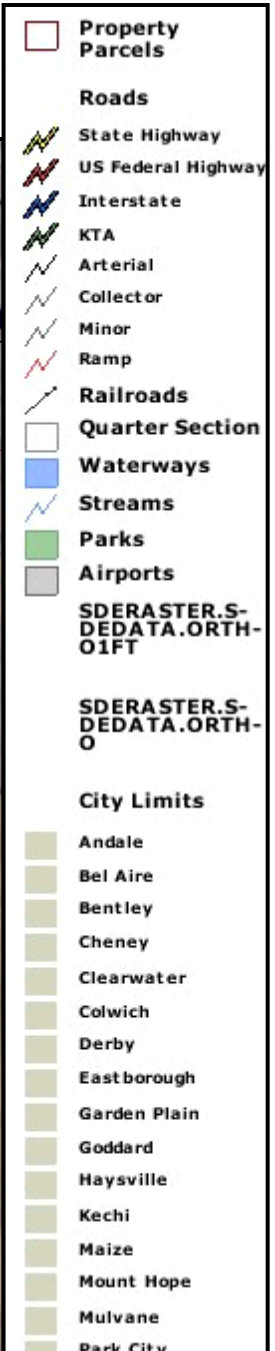 Property
Parcels
Roads
State Highway
US Federal Highway
Interstate
KTA
Arterial
Collector
Minor
Ramp
Railroads
Quarter Section
Waterways
Streams
Parks
Airports
SDERASTER.S-
DEDATA.ORTH-
O1FT
SDERASTER.S-
DEDATA.ORTH-
O
City Limits
Andale
Bel Aire
Bentley
Cheney
Clearwater
Colwich
Derby
Eastborough
Garden Plain
Goddard
Haysville
Kechi
Maize
Mount Hope
Mulvane
Park City